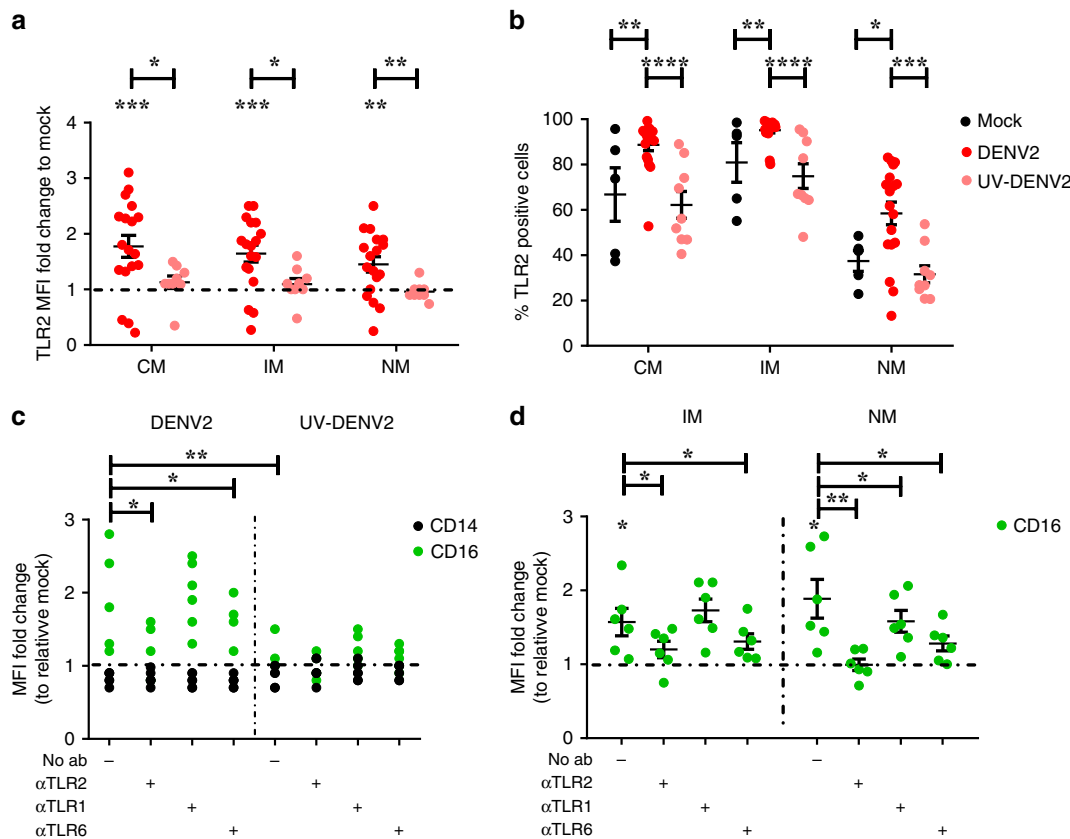 a
b
* * **
*** *** **
TLR2 MFI fold change to mock
4
3
2
1
0
CM IM NM
** ** *
**** **** ***
% TLR2 positive cells
100
80
60
40
20
0
CM IM NM
Mock
DENV2
UV-DENV2
c
DENV2 UV-DENV2
**
*
*
MFI fold change
(to relative mock)
3
2
1
0
CD14
CD16
No ab – –
αTLR2 + +
αTLR1 + +
αTLR6 + +
d
IM NM
* *
* *
**
* *
MFI fold change
(to relative mock)
3
2
1
0
CD16
No ab – –
αTLR2 + +
αTLR1 + +
αTLR6 + +